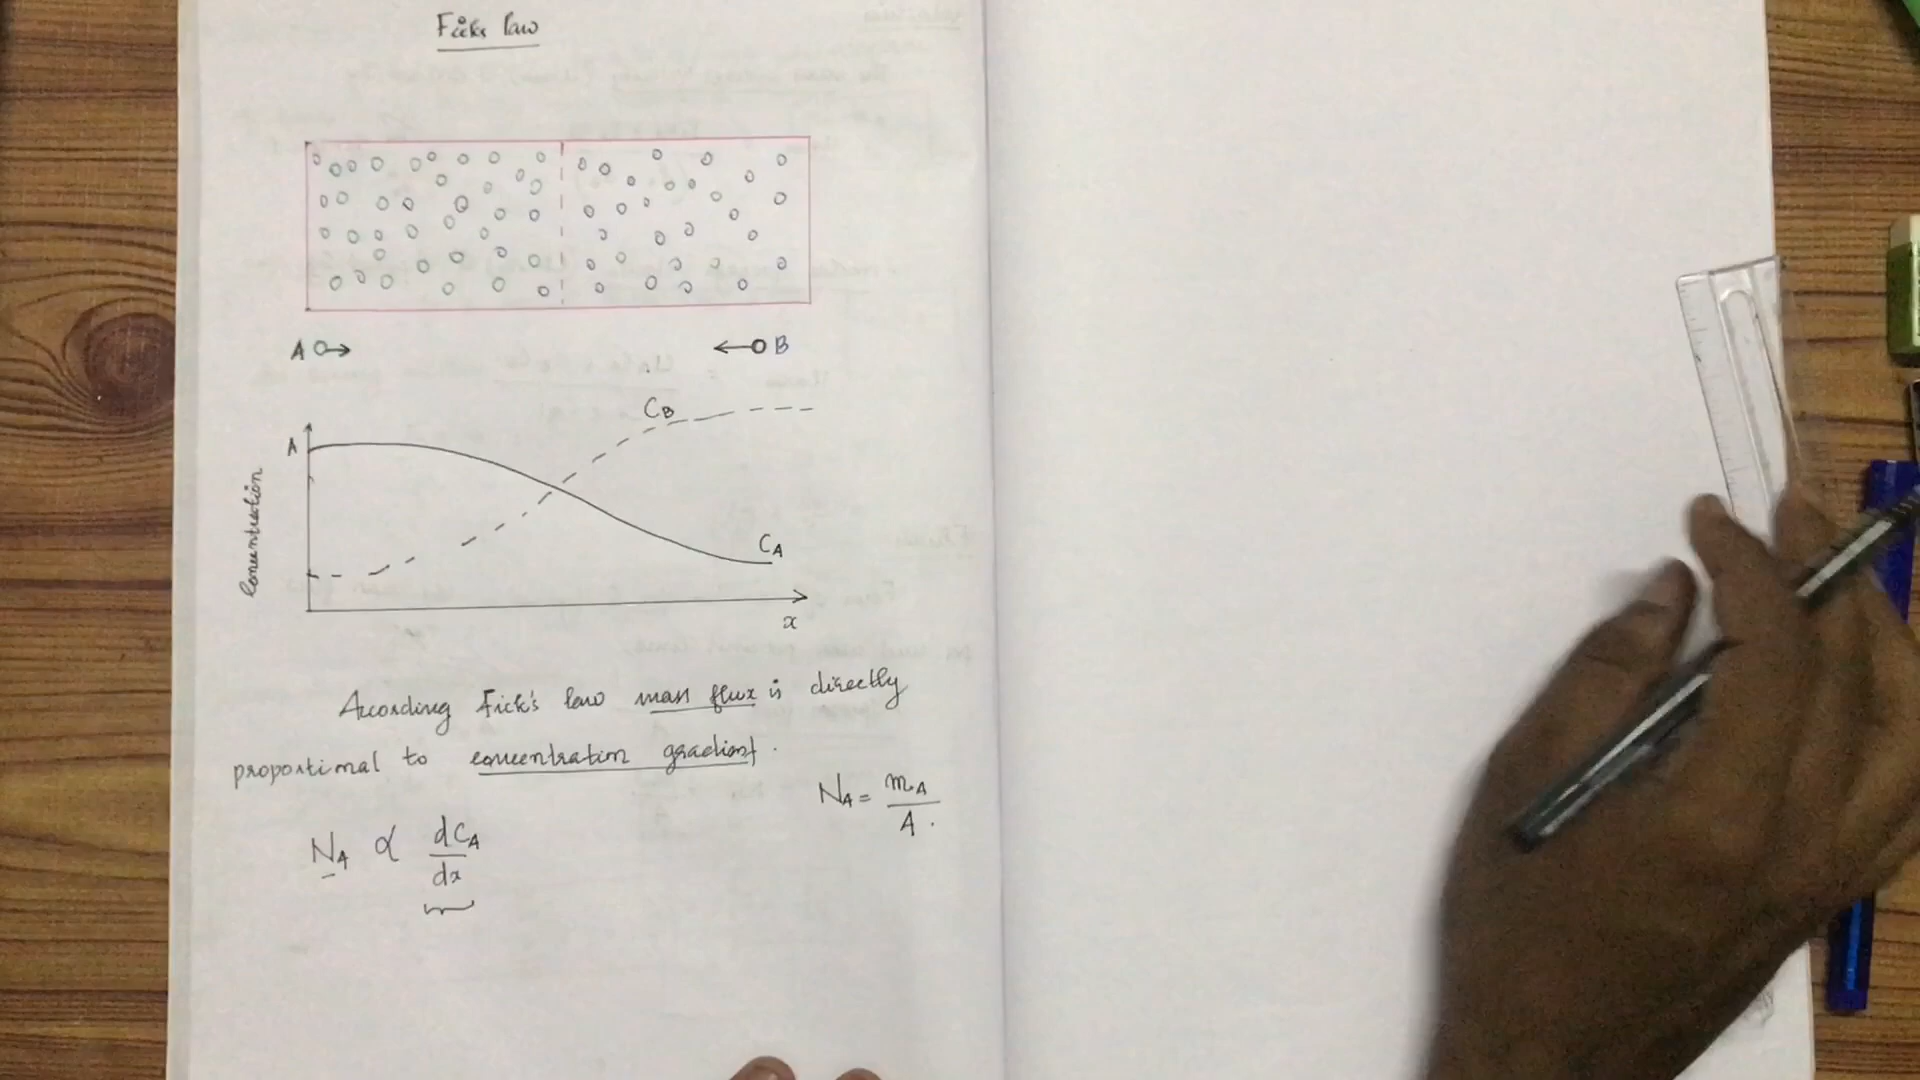 Ficks law
A
B
CB
A
Concentration
CA
x
According Fick's law mass flux is directly
proportional to concentration gradient.
NA = mA / A.
NA ∝ dCA / dx